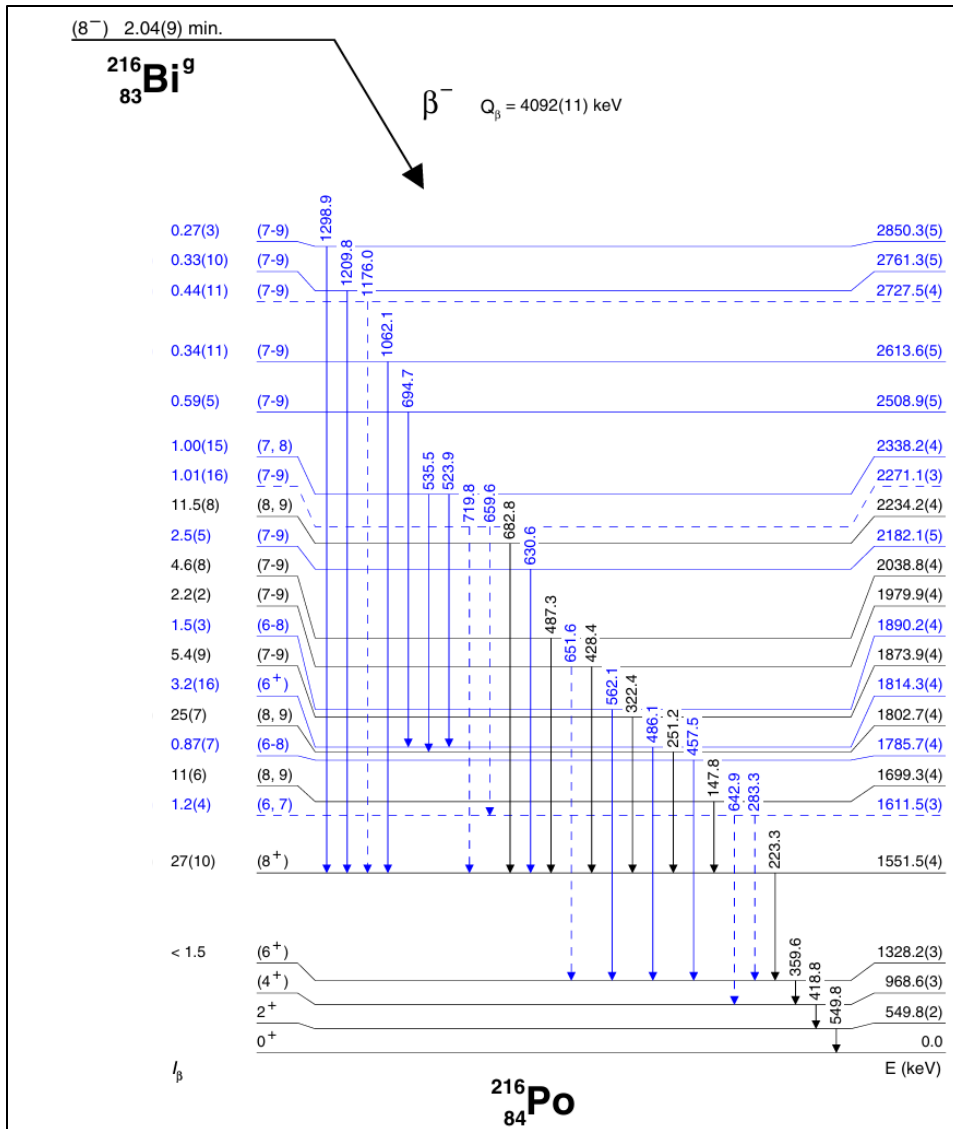 (8−) 2.04(9) min.
216 83 Bi g
β− Qβ = 4092(11) keV
1298.9
0.27(3) (7-9) 2850.3(5)
1209.8
0.33(10) (7-9) 2761.3(5)
1176.0
0.44(11) (7-9) 2727.5(4)
1062.1
0.34(11) (7-9) 2613.6(5)
694.7
0.59(5) (7-9) 2508.9(5)
1.00(15) (7, 8) 2338.2(4)
535.5 523.9
1.01(16) (7-9) 2271.1(3)
719.8 659.6
11.5(8) (8, 9) 2234.2(4)
682.8
2.5(5) (7-9) 2182.1(5)
630.6
4.6(8) (7-9) 2038.8(4)
487.3
2.2(2) (7-9) 1979.9(4)
651.6 428.4
1.5(3) (6-8) 1890.2(4)
562.1
5.4(9) (7-9) 1873.9(4)
322.4
3.2(16) (6+) 1814.3(4)
486.1
25(7) (8, 9) 1802.7(4)
251.2
0.87(7) (6-8) 1785.7(4)
457.5
11(6) (8, 9) 1699.3(4)
147.8
1.2(4) (6, 7) 1611.5(3)
642.9 283.3
27(10) (8+) 1551.5(4)
223.3
< 1.5 (6+) 1328.2(3)
359.6
(4+) 968.6(3)
418.8
2+ 549.8(2)
549.8
0+ 0.0
Iβ E (keV)
216 84 Po